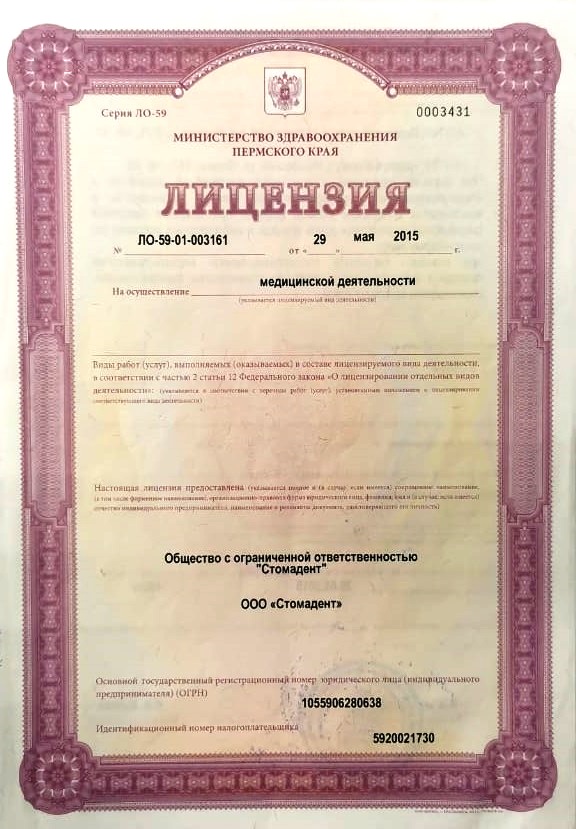 Серия ЛО-59
0003431
МИНИСТЕРСТВО ЗДРАВООХРАНЕНИЯ
ПЕРМСКОГО КРАЯ
ЛИЦЕНЗИЯ
№ ЛО-59-01-003161 от « 29 » мая 2015 г.
На осуществление медицинской деятельности
(указывается лицензируемый вид деятельности)
Виды работ (услуг), выполняемых (оказываемых) в составе лицензируемого вида деятельности,
в соответствии с частью 2 статьи 12 Федерального закона «О лицензировании отдельных видов
деятельности»: (указываются в соответствии с перечнем работ (услуг), установленным положением о лицензировании
соответствующего вида деятельности)
Настоящая лицензия предоставлена (указывается полное и (в случае, если имеется) сокращенное наименование,
(в том числе фирменное наименование), организационно-правовая форма юридического лица, фамилия, имя и (в случае, если имеется)
отчество индивидуального предпринимателя, наименование и реквизиты документа, удостоверяющего его личность)
Общество с ограниченной ответственностью
"Стомадент"
ООО «Стомадент»
Основной государственный регистрационный номер юридического лица (индивидуального
предпринимателя) (ОГРН)
1055906280638
Идентификационный номер налогоплательщика
5920021730